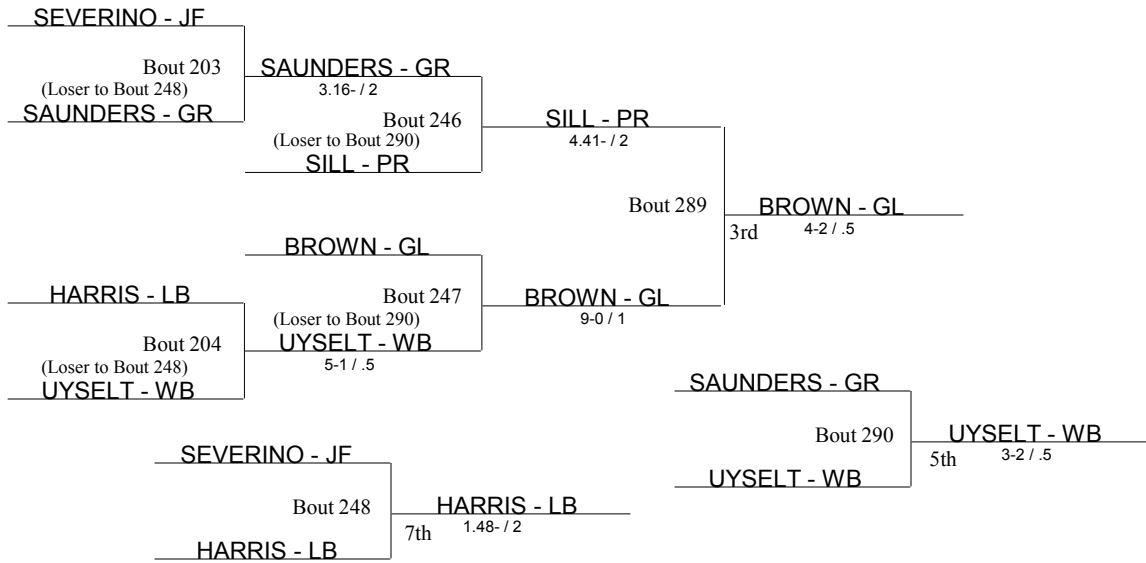 SEVERINO - JF
Bout 203
(Loser to Bout 248)
SAUNDERS - GR
SAUNDERS - GR
3.16- / 2
Bout 246
(Loser to Bout 290)
SILL - PR
SILL - PR
4.41- / 2
Bout 289
BROWN - GL
3rd
4-2 / .5
BROWN - GL
HARRIS - LB
Bout 247
BROWN - GL
(Loser to Bout 290)
9-0 / 1
Bout 204
(Loser to Bout 248)
UYSELT - WB
5-1 / .5
UYSELT - WB
SAUNDERS - GR
Bout 290
UYSELT - WB
5th
3-2 / .5
UYSELT - WB
SEVERINO - JF
Bout 248
HARRIS - LB
7th
1.48- / 2
HARRIS - LB